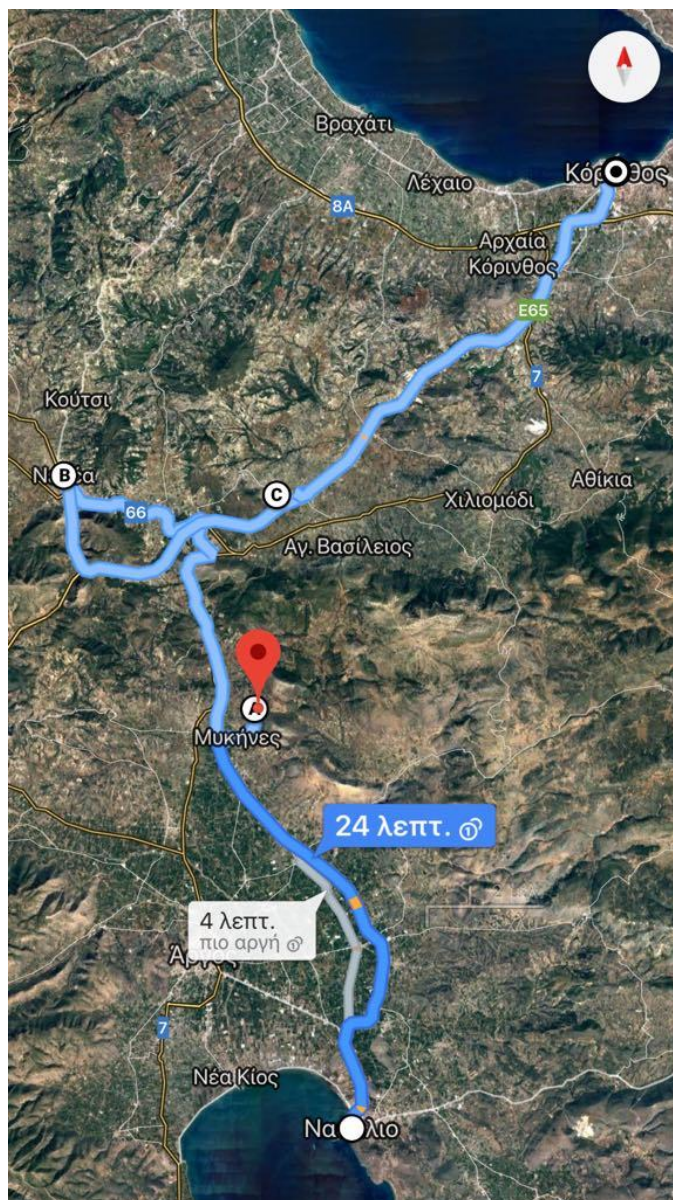 Βραχάτι
Κόρινθος
Λέχαιο
8A
Αρχαία
Κόρινθος
E65
7
Κούτσι
B
C
Αθίκια
Χιλιομόδι
66
Αγ. Βασίλειος
A
Μυκήνες
24 λεπτ.
4 λεπτ.
πιο αργή
Άργος
7
Νέα Κίος